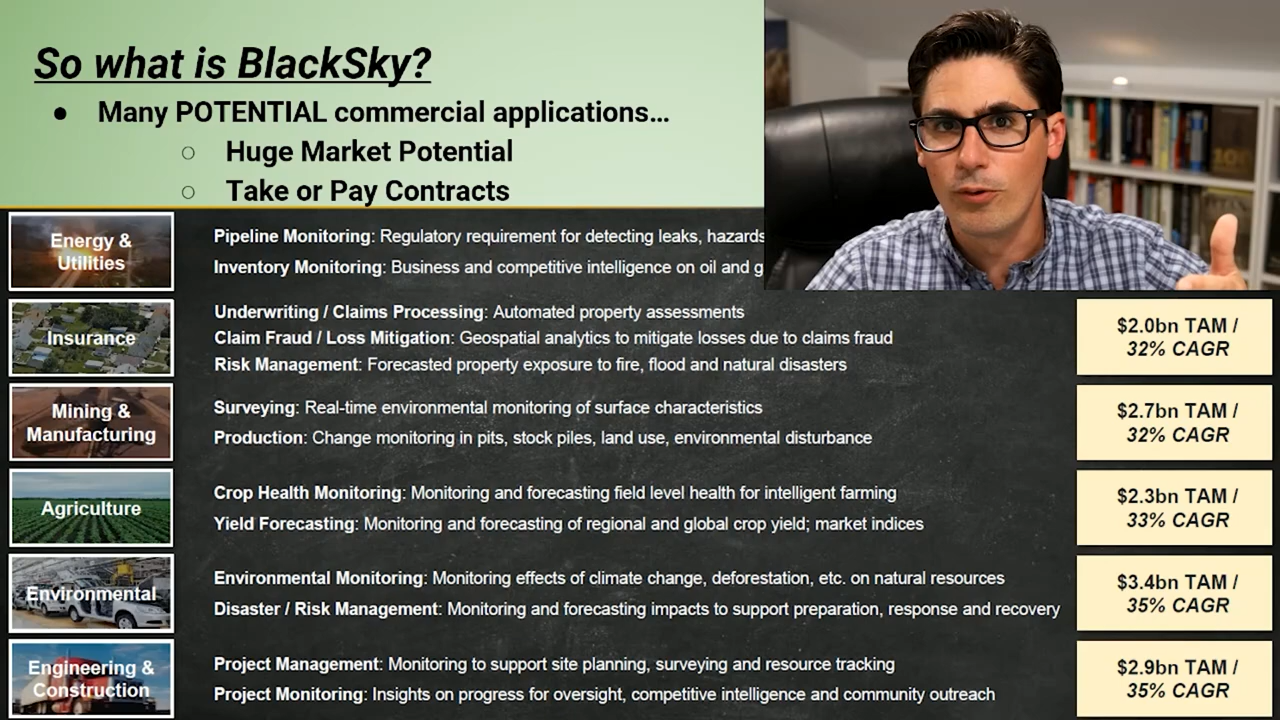 So what is BlackSky?
● Many POTENTIAL commercial applications…
○ Huge Market Potential
○ Take or Pay Contracts
Energy &
Utilities
Pipeline Monitoring: Regulatory requirement for detecting leaks, hazards
Inventory Monitoring: Business and competitive intelligence on oil and g
Insurance
Underwriting / Claims Processing: Automated property assessments
Claim Fraud / Loss Mitigation: Geospatial analytics to mitigate losses due to claims fraud
Risk Management: Forecasted property exposure to fire, flood and natural disasters
$2.0bn TAM /
32% CAGR
Mining &
Manufacturing
Surveying: Real-time environmental monitoring of surface characteristics
Production: Change monitoring in pits, stock piles, land use, environmental disturbance
$2.7bn TAM /
32% CAGR
Agriculture
Crop Health Monitoring: Monitoring and forecasting field level health for intelligent farming
Yield Forecasting: Monitoring and forecasting of regional and global crop yield; market indices
$2.3bn TAM /
33% CAGR
Environmental
Environmental Monitoring: Monitoring effects of climate change, deforestation, etc. on natural resources
Disaster / Risk Management: Monitoring and forecasting impacts to support preparation, response and recovery
$3.4bn TAM /
35% CAGR
Engineering &
Construction
Project Management: Monitoring to support site planning, surveying and resource tracking
Project Monitoring: Insights on progress for oversight, competitive intelligence and community outreach
$2.9bn TAM /
35% CAGR